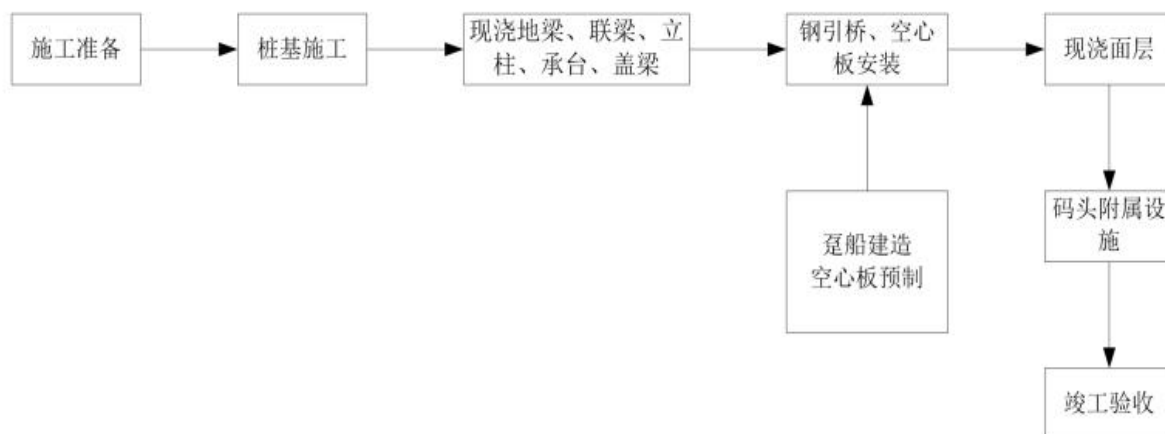 施工准备
桩基施工
现浇地梁、联梁、立
柱、承台、盖梁
钢引桥、空心
板安装
现浇面层
趸船建造
空心板预制
码头附属设
施
竣工验收